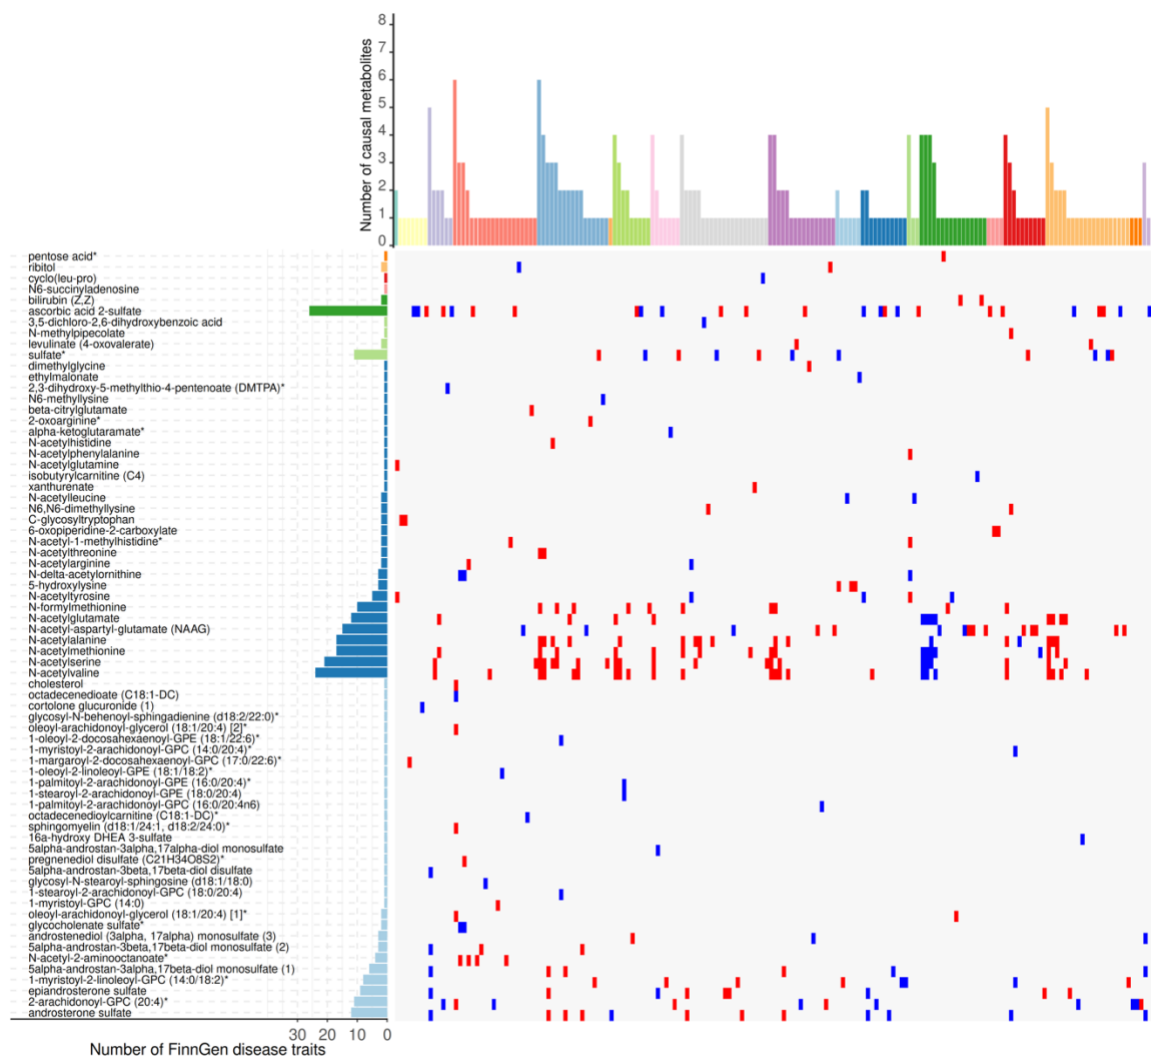 Number of causal metabolites
8
7
6
5
4
3
2
1
0
pentose acid*
ribitol
cyclo(leu-pro)
N6-succinyladenosine
bilirubin (Z,Z)
ascorbic acid 2-sulfate
3,5-dichloro-2,6-dihydroxybenzoic acid
N-methylpipecolate
levulinate (4-oxovalerate)
sulfate*
dimethylglycine
ethylmalonate
2,3-dihydroxy-5-methylthio-4-pentenoate (DMTPA)*
N6-methyllysine
beta-citrylglutamate
2-oxoarginine*
alpha-ketoglutaramate*
N-acetylhistidine
N-acetylphenylalanine
N-acetylglutamine
isobutyrylcarnitine (C4)
xanthurenate
N-acetylleucine
N6,N6-dimethyllysine
C-glycosyltryptophan
6-oxopiperidine-2-carboxylate
N-acetyl-1-methylhistidine*
N-acetylthreonine
N-acetylarginine
N-delta-acetylornithine
5-hydroxylysine
N-acetyltyrosine
N-formylmethionine
N-acetylglutamate
N-acetyl-aspartyl-glutamate (NAAG)
N-acetylalanine
N-acetylmethionine
N-acetylserine
N-acetylvaline
cholesterol
octadecenedioate (C18:1-DC)
cortolone glucuronide (1)
glycosyl-N-behenoyl-sphingadienine (d18:2/22:0)*
oleoyl-arachidonoyl-glycerol (18:1/20:4) [2]*
1-oleoyl-2-docosahexaenoyl-GPE (18:1/22:6)*
1-myristoyl-2-arachidonoyl-GPC (14:0/20:4)*
1-margaroyl-2-docosahexaenoyl-GPC (17:0/22:6)*
1-oleoyl-2-linoleoyl-GPE (18:1/18:2)*
1-palmitoyl-2-arachidonoyl-GPE (16:0/20:4)*
1-stearoyl-2-arachidonoyl-GPE (18:0/20:4)
1-palmitoyl-2-arachidonoyl-GPC (16:0/20:4n6)
octadecenedioylcarnitine (C18:1-DC)*
sphingomyelin (d18:1/24:1, d18:2/24:0)*
16a-hydroxy DHEA 3-sulfate
5alpha-androstan-3alpha,17alpha-diol monosulfate
pregnenediol disulfate (C21H34O8S2)*
5alpha-androstan-3beta,17beta-diol disulfate
glycosyl-N-stearoyl-sphingosine (d18:1/18:0)
1-stearoyl-2-arachidonoyl-GPC (18:0/20:4)
1-myristoyl-GPC (14:0)
oleoyl-arachidonoyl-glycerol (18:1/20:4) [1]*
glycocholenate sulfate*
androstenediol (3alpha, 17alpha) monosulfate (3)
5alpha-androstan-3beta,17beta-diol monosulfate (2)
N-acetyl-2-aminooctanoate*
5alpha-androstan-3alpha,17beta-diol monosulfate (1)
1-myristoyl-2-linoleoyl-GPC (14:0/18:2)*
epiandrosterone sulfate
2-arachidonoyl-GPC (20:4)*
androsterone sulfate
30 20 10 0
Number of FinnGen disease traits